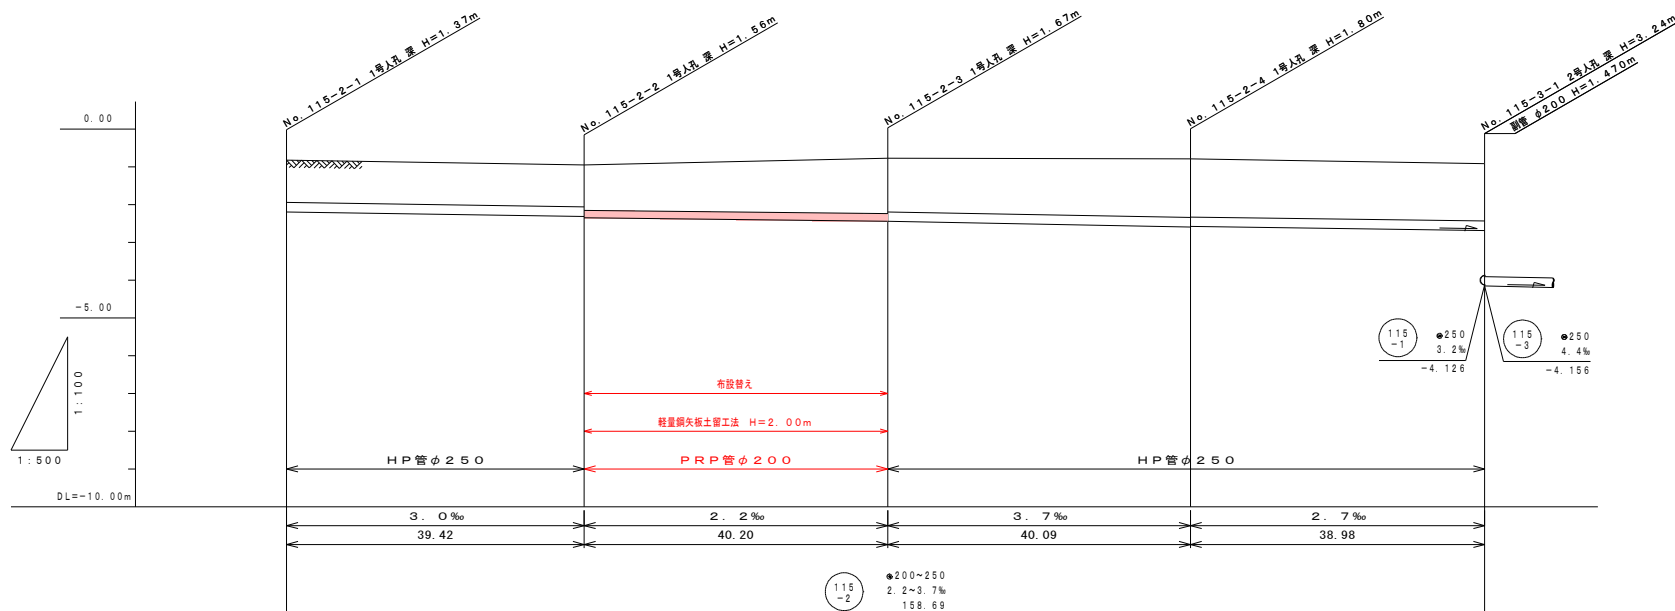 No. 115-2-1 1号人孔 深 H=1.37m
No. 115-2-2 1号人孔 深 H=1.56m
No. 115-2-3 1号人孔 深 H=1.67m
No. 115-2-4 1号人孔 深 H=1.80m
No. 115-3-1 2号人孔 深 H=3.24m
副管 φ200 H=1.470m
0.00
-5.00
1:100
1:500
DL=-10.00m
115
-1
250
3.2‰
-4.126
115
-3
250
4.4‰
-4.156
布設替え
軽量鋼矢板土留工法 H=2.00m
HP管φ250
PRP管φ200
HP管φ250
3.0‰
2.2‰
3.7‰
2.7‰
39.42
40.20
40.09
38.98
115
-2
200~250
2.2~3.7‰
158.69